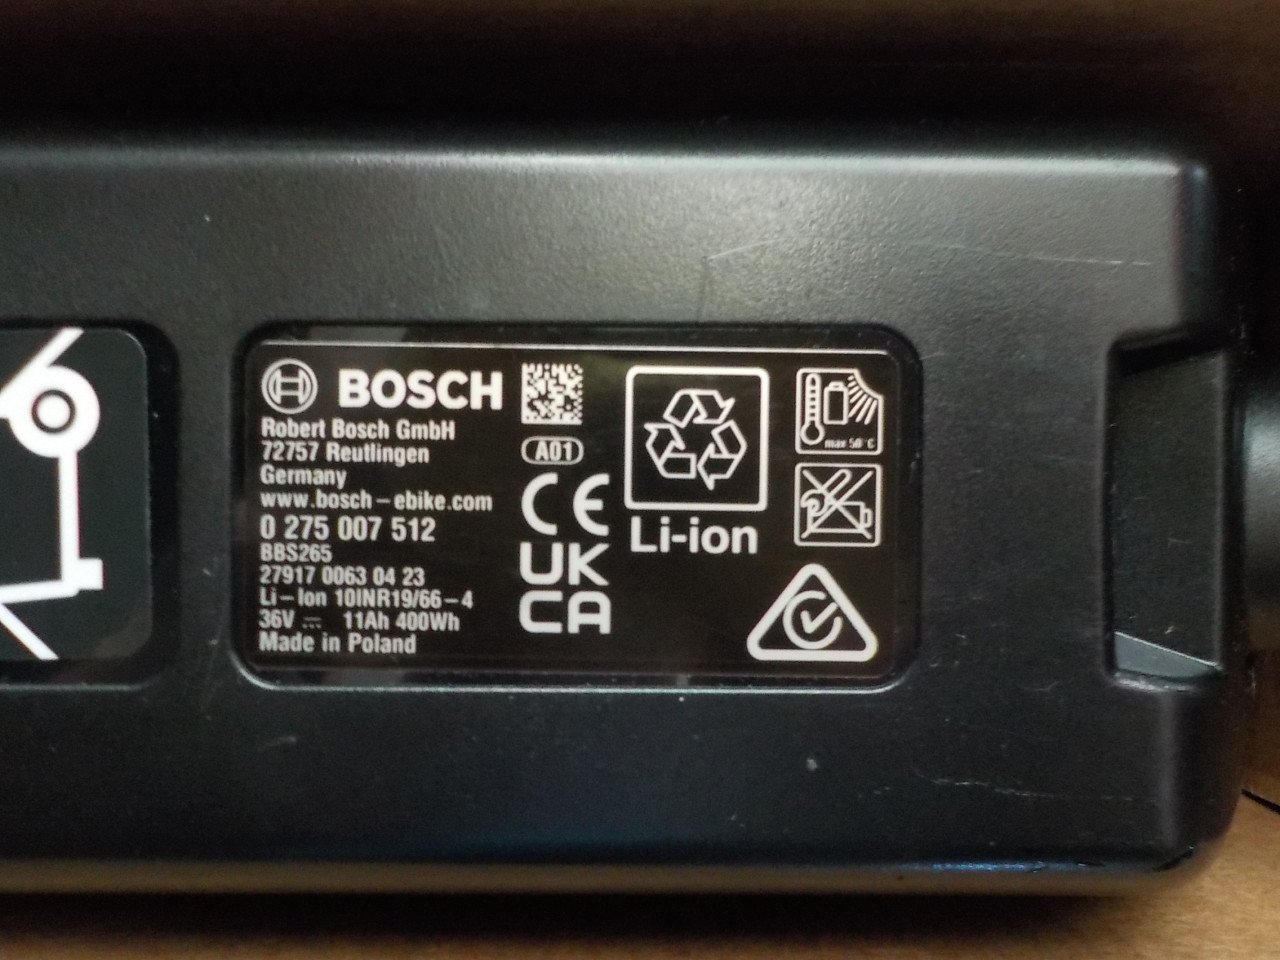 BOSCH
Robert Bosch GmbH
72757 Reutlingen
Germany
www.bosch-ebike.com
0 275 007 512
BBS265
27917 0063 04 23
Li-Ion 10INR19/66-4
36V ⎓ 11Ah 400Wh
Made in Poland
A01
CE
UK
CA
Li-ion
max 50°C